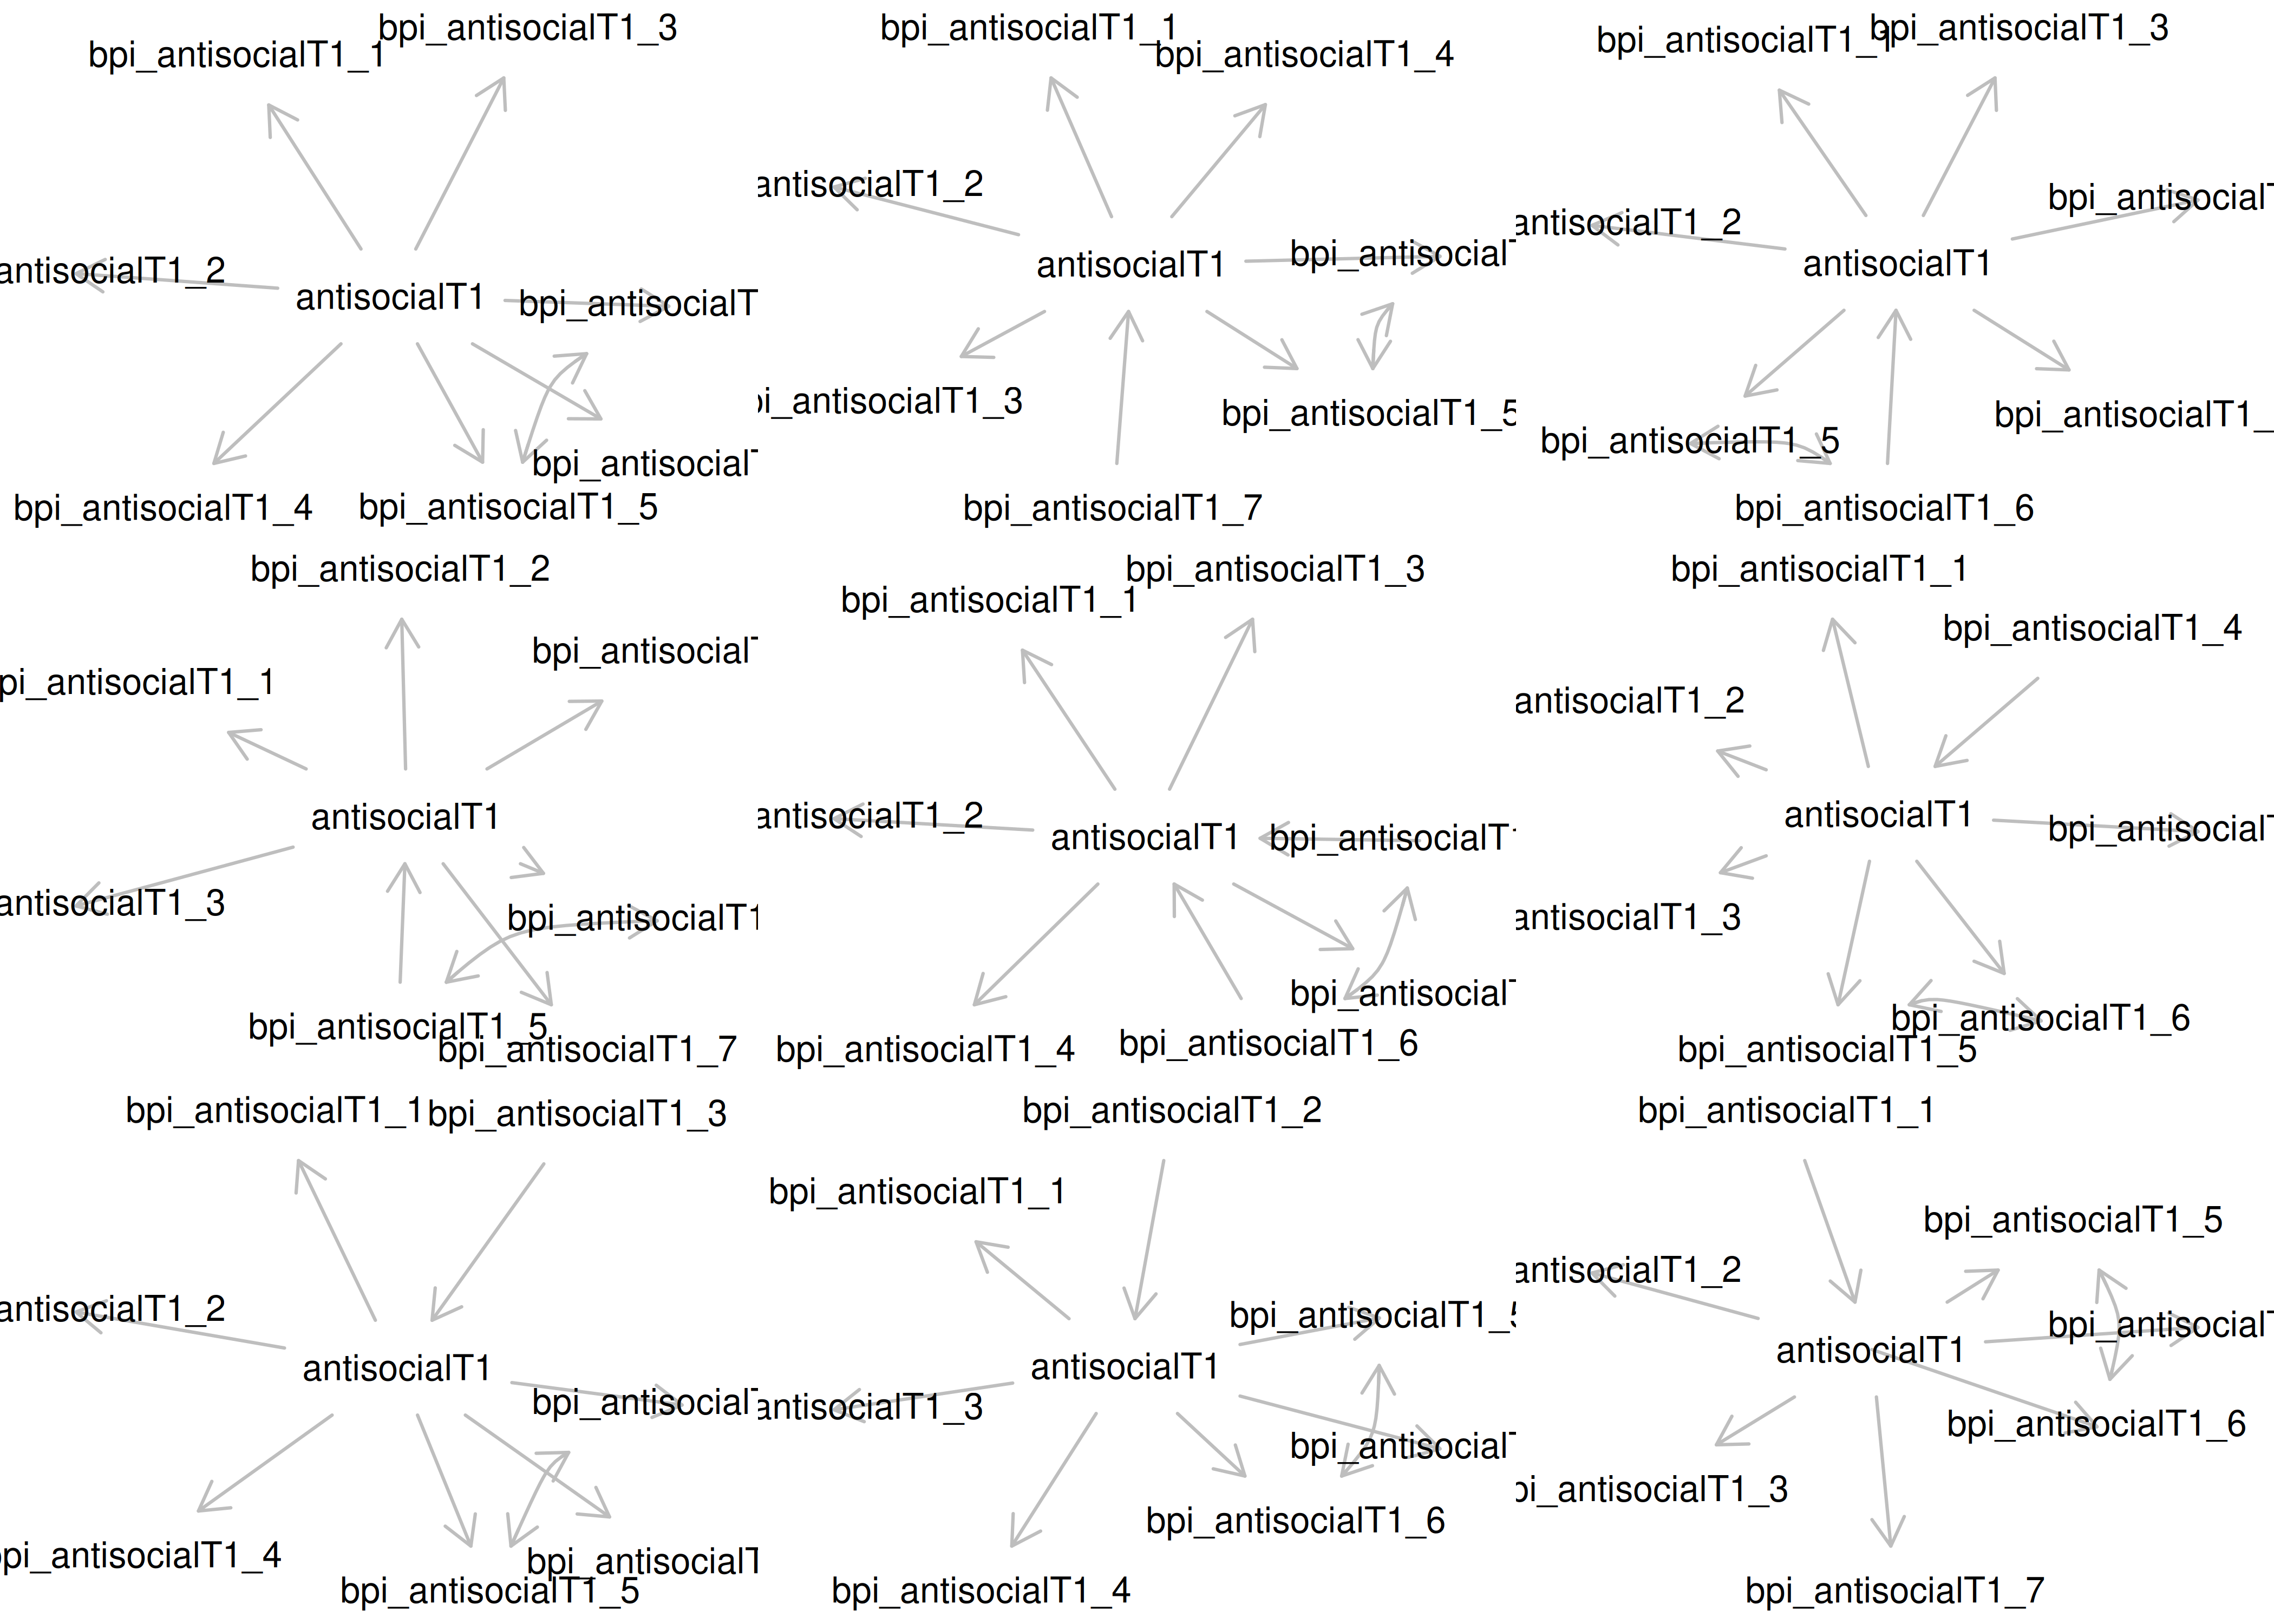 bpi_antisocialT1_1
bpi_antisocialT1_3
antisocialT1_2
antisocialT1
bpi_antisocialT
bpi_antisocial
bpi_antisocialT1_4
bpi_antisocialT1_5
bpi_antisocialT1_1
bpi_antisocialT1_4
antisocialT1_2
antisocialT1
bpi_antisocial
i_antisocialT1_3
bpi_antisocialT1_5
bpi_antisocialT1_7
bpi_antisocialT1_1
bpi_antisocialT1_3
antisocialT1_2
bpi_antisocial
antisocialT1
bpi_antisocialT1_5
bpi_antisocialT1_
bpi_antisocialT1_6
bpi_antisocialT1_2
pi_antisocialT1_1
bpi_antisocial
antisocialT1
antisocialT1_3
bpi_antisocialT1
bpi_antisocialT1_5
bpi_antisocialT1_7
bpi_antisocialT1_3
bpi_antisocialT1_1
antisocialT1_2
antisocialT1
bpi_antisocialT
bpi_antisocial
bpi_antisocialT1_4
bpi_antisocialT1_6
bpi_antisocialT1_1
bpi_antisocialT1_4
antisocialT1_2
antisocialT1
bpi_antisocial
antisocialT1_3
bpi_antisocialT1_6
bpi_antisocialT1_5
bpi_antisocialT1_1
bpi_antisocialT1_3
antisocialT1_2
antisocialT1
bpi_antisocial
pi_antisocialT1_4
bpi_antisocialT
bpi_antisocialT1_5
bpi_antisocialT1_2
bpi_antisocialT1_1
bpi_antisocialT1_5
antisocialT1
antisocialT1_3
bpi_antisocial
bpi_antisocialT1_6
bpi_antisocialT1_4
bpi_antisocialT1_1
bpi_antisocialT1_5
antisocialT1_2
bpi_antisocial
antisocialT1
bpi_antisocialT1_6
pi_antisocialT1_3
bpi_antisocialT1_7